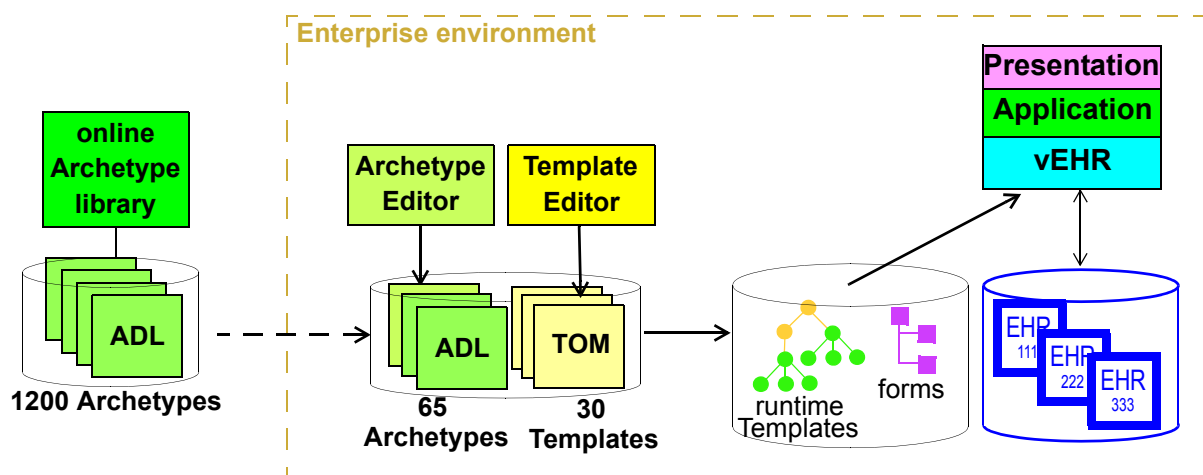 Enterprise environment
Presentation
Application
vEHR
online
Archetype
library
Archetype
Editor
Template
Editor
ADL
ADL
TOM
EHR
111
EHR
222
EHR
333
forms
runtime
Templates
1200 Archetypes
65
Archetypes
30
Templates